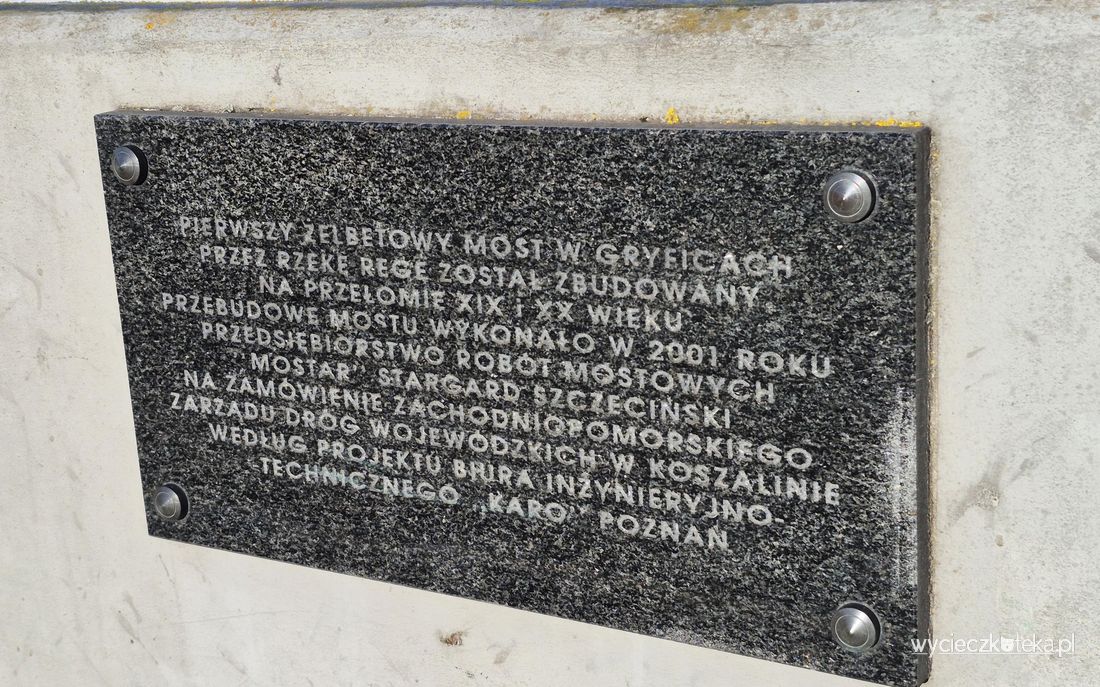 PIERWSZY ŻELBETOWY MOST W GRYFICACH
PRZEZ RZEKĘ REGĘ ZOSTAŁ ZBUDOWANY
NA PRZEŁOMIE XIX i XX WIEKU
PRZEBUDOWĘ MOSTU WYKONAŁO W 2001 ROKU
PRZEDSIĘBIORSTWO ROBÓT MOSTOWYCH
"MOSTAR" STARGARD SZCZECIŃSKI
NA ZAMÓWIENIE ZACHODNIOPOMORSKIEGO
ZARZĄDU DRÓG WOJEWÓDZKICH W KOSZALINIE
WEDŁUG PROJEKTU BIURA INŻYNIERYJNO-
TECHNICZNEGO „KARO" POZNAŃ
wycieczkoteka.pl